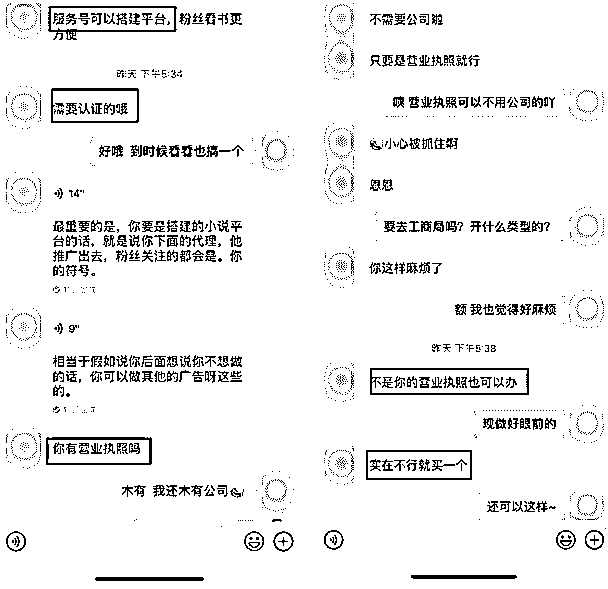 服务号可以搭建平台，粉丝看书更
方便
昨天 下午5:34
需要认证的哦
好哦 到时候看看也搞一个
14"
最重要的是，你要是搭建的小说平
台的话，就是说你下面的代理，他
推广出去，粉丝关注的都会是。你
的符号。
9"
相当于假如说你后面想说你不想做
的话，你可以做其他的广告呀这些
的。
你有营业执照吗
木有 我还木有公司
不需要公司啦
只要是营业执照就行
噢 营业执照可以不用公司的吖
小心被抓住啊
恩恩
要去工商局吗？开什么类型的？
你这样麻烦了
额 我也觉得好麻烦
昨天 下午5:38
不是你的营业执照也可以办
现做好眼前的
实在不行就买一个
还可以这样~